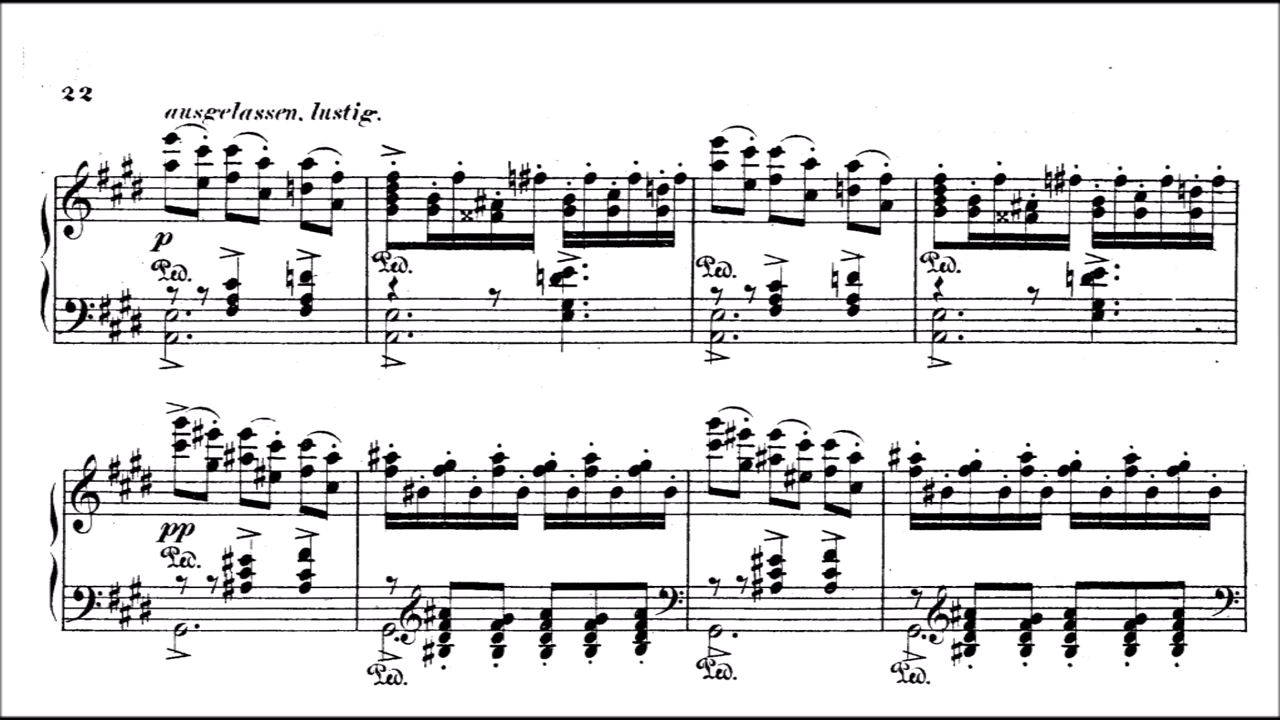 22
ausgelassen, lustig.
p
Ped. Ped. Ped. Ped.
pp
Ped.
Ped. Ped. Ped.